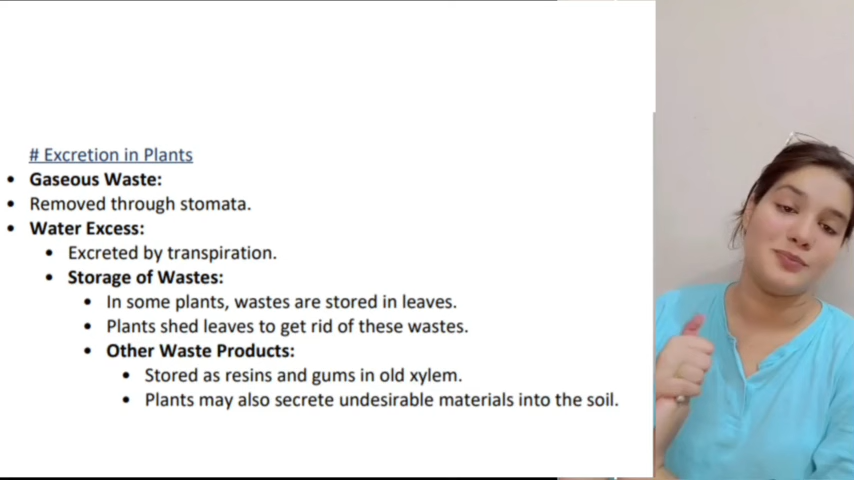 # Excretion in Plants
• Gaseous Waste:
• Removed through stomata.
• Water Excess:
• Excreted by transpiration.
• Storage of Wastes:
• In some plants, wastes are stored in leaves.
• Plants shed leaves to get rid of these wastes.
• Other Waste Products:
• Stored as resins and gums in old xylem.
• Plants may also secrete undesirable materials into the soil.